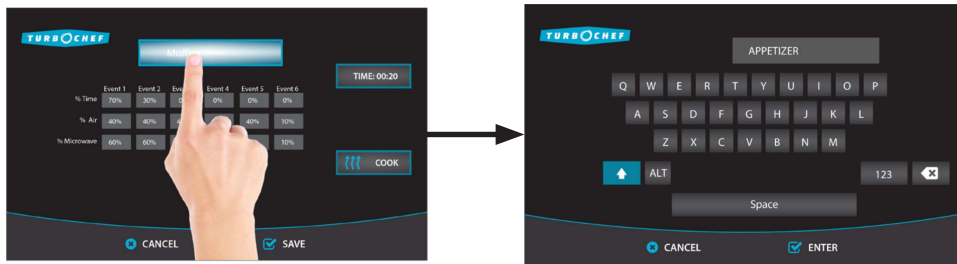 TURBOCHEF
TIME: 00:20
Event 1 Event 2 Event 4 Event 5 Event 6
% Time 70% 30% 0% 0% 0%
% Air 40% 40% 40% 10%
% Microwave 60% 60% 10%
COOK
CANCEL SAVE
TURBOCHEF
APPETIZER
Q W E R T Y U I O P
A S D F G H J K L
Z X C V B N M
ALT 123
Space
CANCEL ENTER